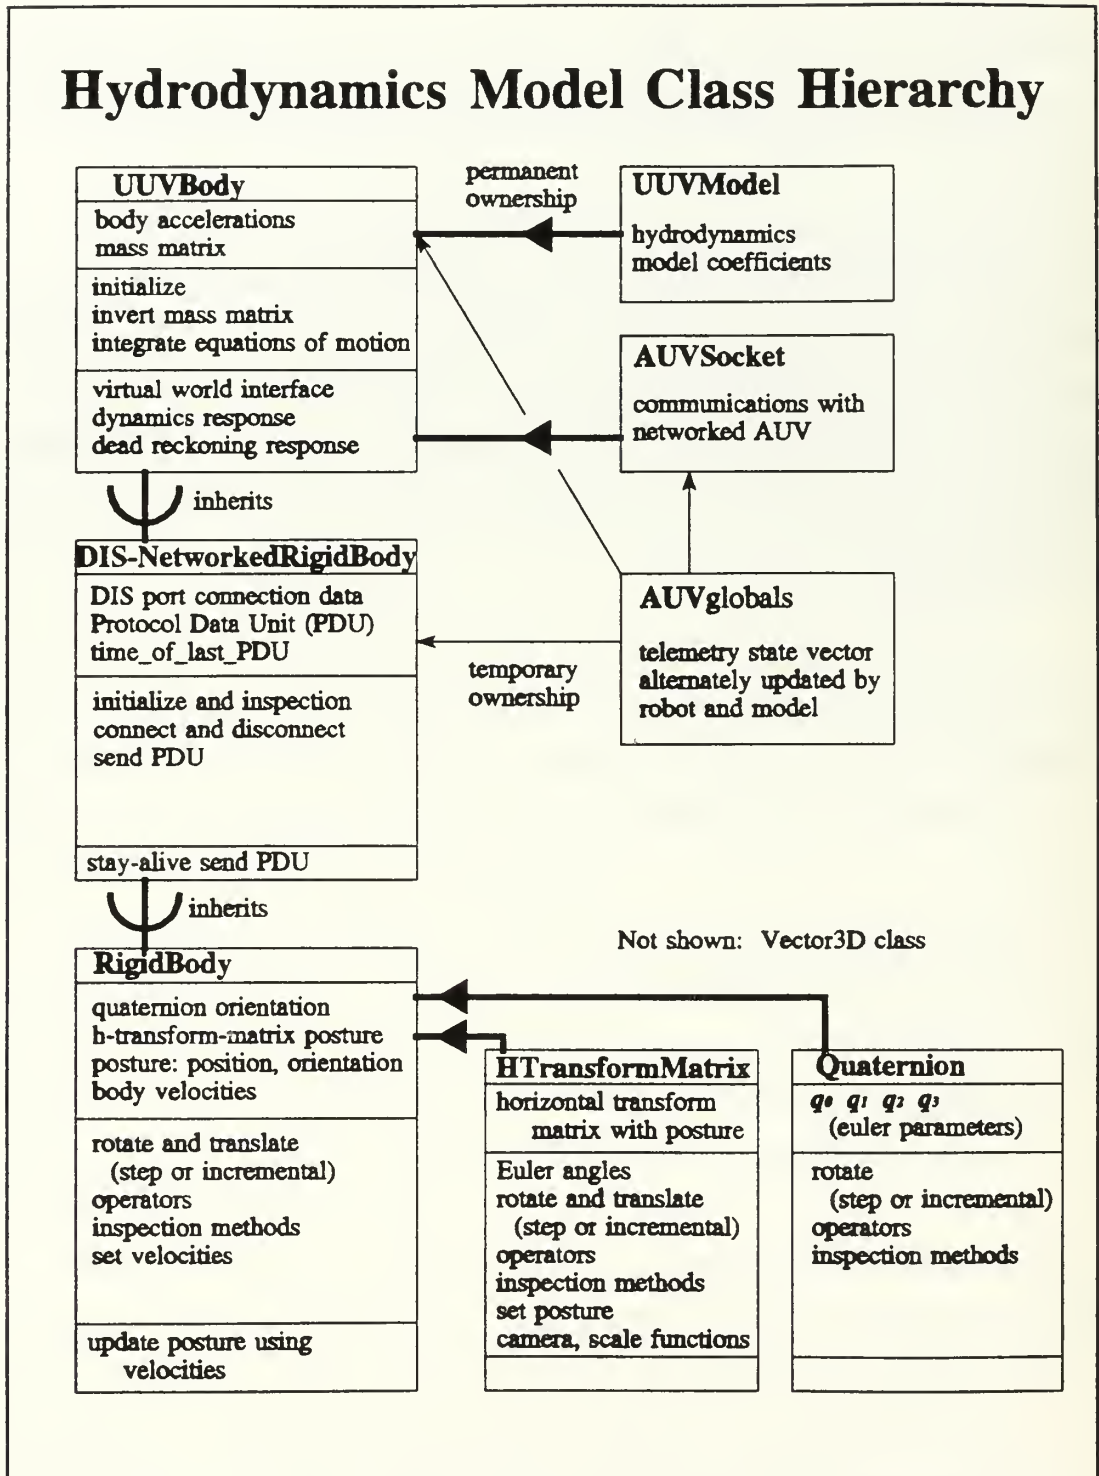 Hydrodynamics Model Class Hierarchy
UUVBody
body accelerations
mass matrix
initialize
invert mass matrix
integrate equations of motion
virtual world interface
dynamics response
dead reckoning response
permanent
ownership
UUVModel
hydrodynamics
model coefficients
AUVSocket
communications with
networked AUV
inherits
DIS-NetworkedRigidBody
DIS port connection data
Protocol Data Unit (PDU)
time_of_last_PDU
initialize and inspection
connect and disconnect
send PDU
stay-alive send PDU
temporary
ownership
AUVglobals
telemetry state vector
alternately updated by
robot and model
inherits
Not shown: Vector3D class
RigidBody
quaternion orientation
h-transform-matrix posture
posture: position, orientation
body velocities
rotate and translate
(step or incremental)
operators
inspection methods
set velocities
update posture using
velocities
HTransformMatrix
horizontal transform
matrix with posture
Euler angles
rotate and translate
(step or incremental)
operators
inspection methods
set posture
camera, scale functions
Quaternion
q0 q1 q2 q3
(euler parameters)
rotate
(step or incremental)
operators
inspection methods